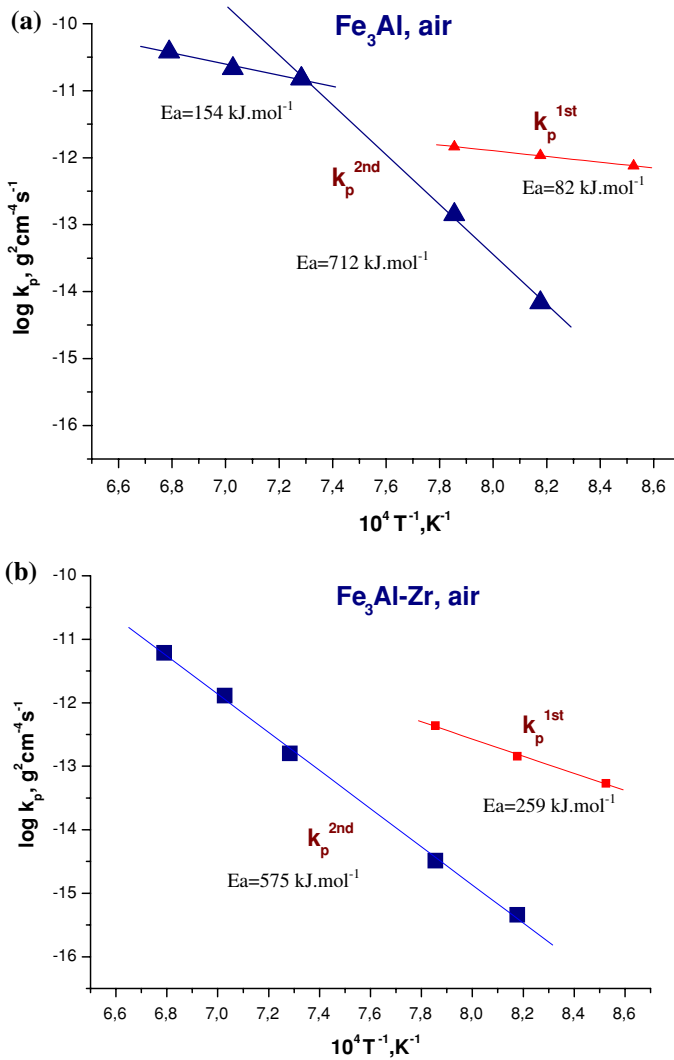 (a)
Fe₃Al, air
-10
-11
-12
-13
-14
-15
-16
Ea=154 kJ.mol⁻¹
kₚ¹ˢᵗ
kₚ²ⁿᵈ
Ea=82 kJ.mol⁻¹
Ea=712 kJ.mol⁻¹
log kₚ, g²cm⁻⁴s⁻¹
6,6 6,8 7,0 7,2 7,4 7,6 7,8 8,0 8,2 8,4 8,6
10⁴ T⁻¹,K⁻¹
(b)
Fe₃Al-Zr, air
-10
-11
-12
-13
-14
-15
-16
kₚ¹ˢᵗ
Ea=259 kJ.mol⁻¹
kₚ²ⁿᵈ
Ea=575 kJ.mol⁻¹
log kₚ, g²cm⁻⁴s⁻¹
6,6 6,8 7,0 7,2 7,4 7,6 7,8 8,0 8,2 8,4 8,6
10⁴ T⁻¹,K⁻¹